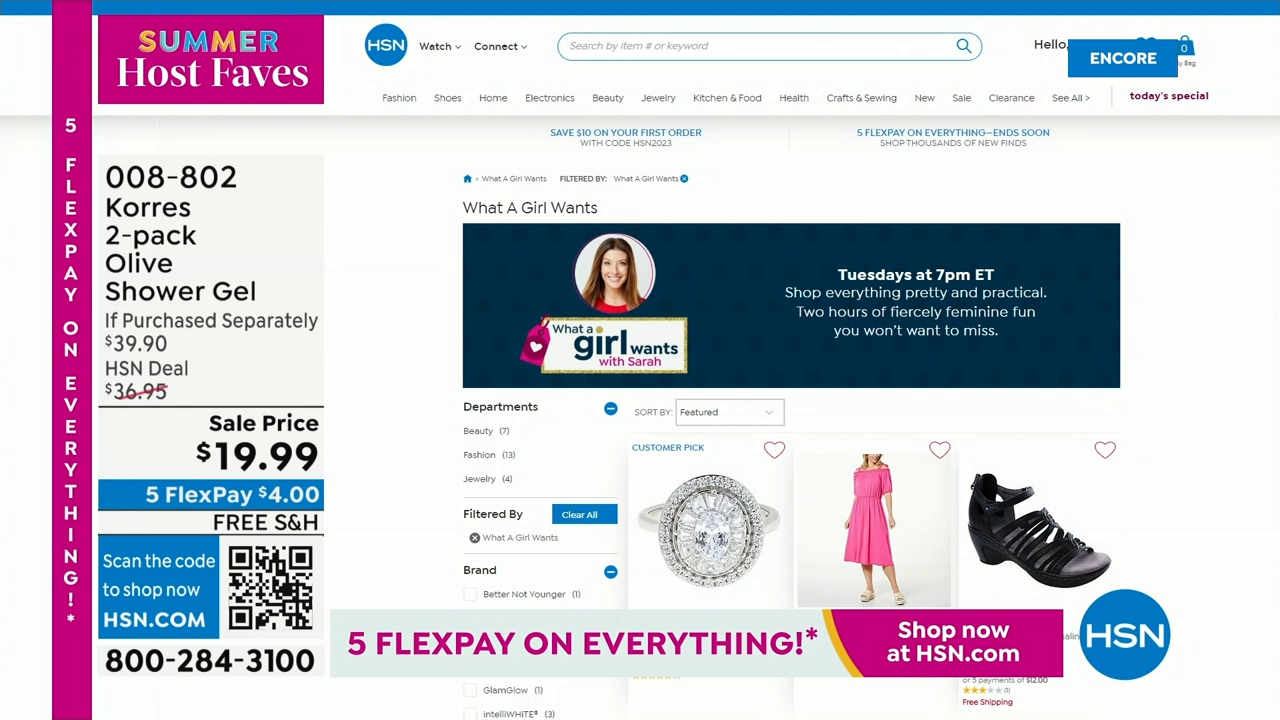 SUMMER
Host Faves
5 FLEXPAY ON EVERYTHING!*
008-802
Korres
2-pack
Olive
Shower Gel
If Purchased Separately
$39.90
HSN Deal
$36.95
Sale Price
$19.99
5 FlexPay $4.00
FREE S&H
Scan the code
to shop now
HSN.COM
800-284-3100
HSN
Watch
Connect
Search by item # or keyword
Hello,
ENCORE
0
y Bag
Fashion Shoes Home Electronics Beauty Jewelry Kitchen & Food Health Crafts & Sewing New Sale Clearance See All > today's special
SAVE $10 ON YOUR FIRST ORDER
WITH CODE HSN2023
5 FLEXPAY ON EVERYTHING—ENDS SOON
SHOP THOUSANDS OF NEW FINDS
> What A Girl Wants FILTERED BY: What A Girl Wants
What A Girl Wants
What a
girl wants
with Sarah
Tuesdays at 7pm ET
Shop everything pretty and practical.
Two hours of fiercely feminine fun
you won't want to miss.
Departments
Beauty (7)
Fashion (13)
Jewelry (4)
Filtered By Clear All
What A Girl Wants
Brand
Better Not Younger (1)
GlamGlow (1)
intelliWHiTE® (3)
SORT BY: Featured
CUSTOMER PICK
or 5 payments of $12.00
(1)
Free Shipping
5 FLEXPAY ON EVERYTHING!*
Shop now
at HSN.com
HSN